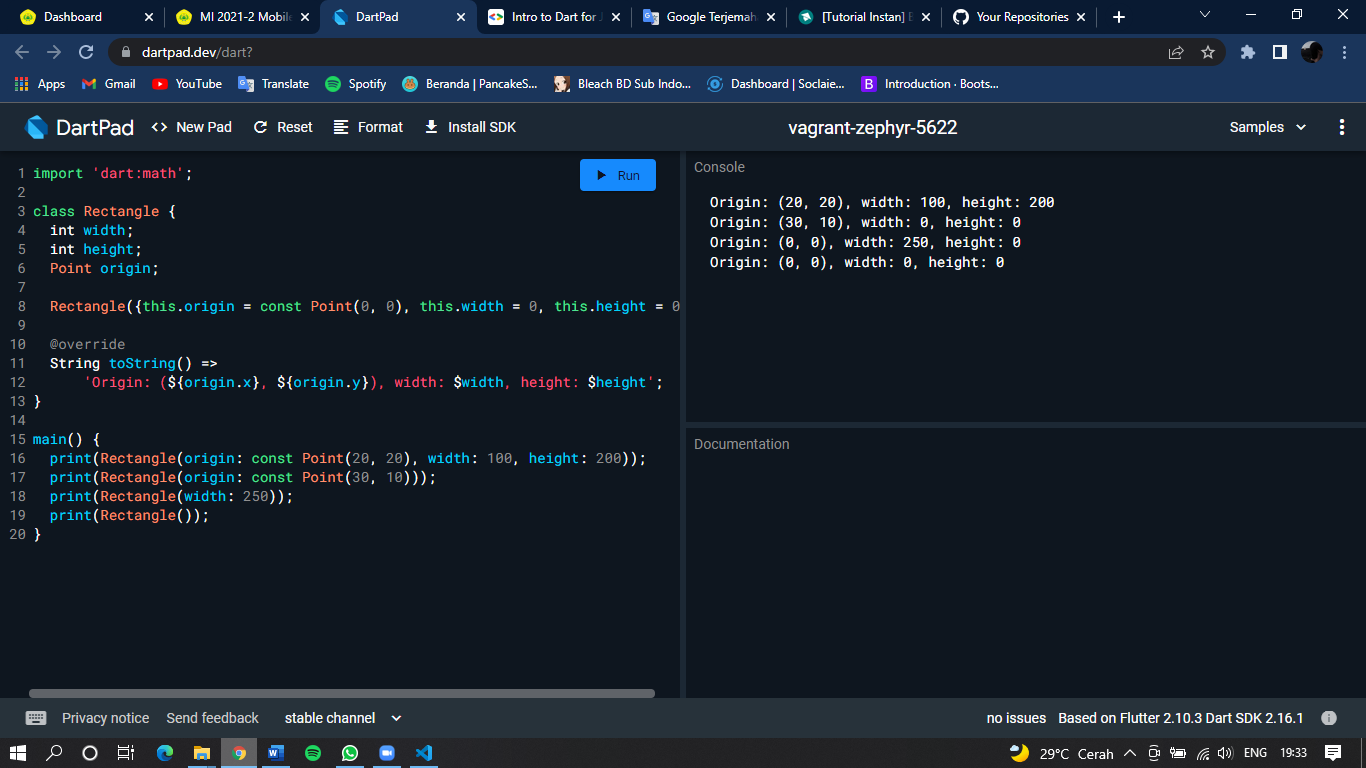 Dashboard
MI 2021-2 Mobile
DartPad
Intro to Dart for J
Google Terjemah
[Tutorial Instan] E
Your Repositories
dartpad.dev/dart?
Apps
Gmail
YouTube
Translate
Spotify
Beranda | PancakeS...
Bleach BD Sub Indo...
Dashboard | Soclaie...
B Introduction · Boots...
DartPad
<> New Pad
Reset
Format
Install SDK
vagrant-zephyr-5622
Samples
Run
1 import 'dart:math';
2
3 class Rectangle {
4   int width;
5   int height;
6   Point origin;
7
8   Rectangle({this.origin = const Point(0, 0), this.width = 0, this.height = 0
9
10   @override
11   String toString() =>
12       'Origin: (${origin.x}, ${origin.y}), width: $width, height: $height';
13 }
14
15 main() {
16   print(Rectangle(origin: const Point(20, 20), width: 100, height: 200));
17   print(Rectangle(origin: const Point(30, 10)));
18   print(Rectangle(width: 250));
19   print(Rectangle());
20 }
Console
Origin: (20, 20), width: 100, height: 200
Origin: (30, 10), width: 0, height: 0
Origin: (0, 0), width: 250, height: 0
Origin: (0, 0), width: 0, height: 0
Documentation
Privacy notice
Send feedback
stable channel
no issues
Based on Flutter 2.10.3 Dart SDK 2.16.1
29°C Cerah
ENG
19:33